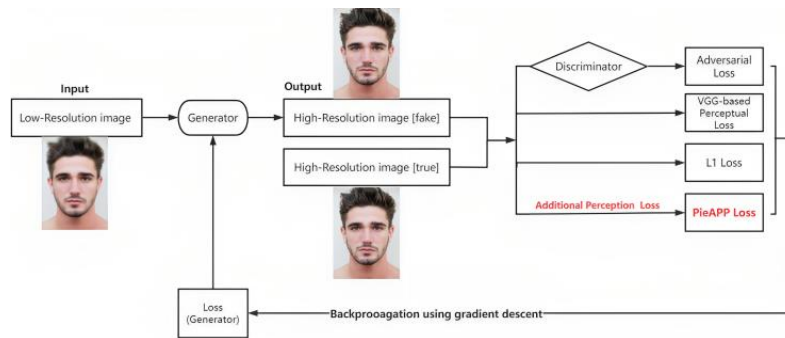 Input
Low-Resolution image
Generator
Output
High-Resolution image [fake]
High-Resolution image [true]
Discriminator
Adversarial
Loss
VGG-based
Perceptual
Loss
L1 Loss
Additional Perception Loss
PieAPP Loss
Loss
(Generator)
Backprooagation using gradient descent